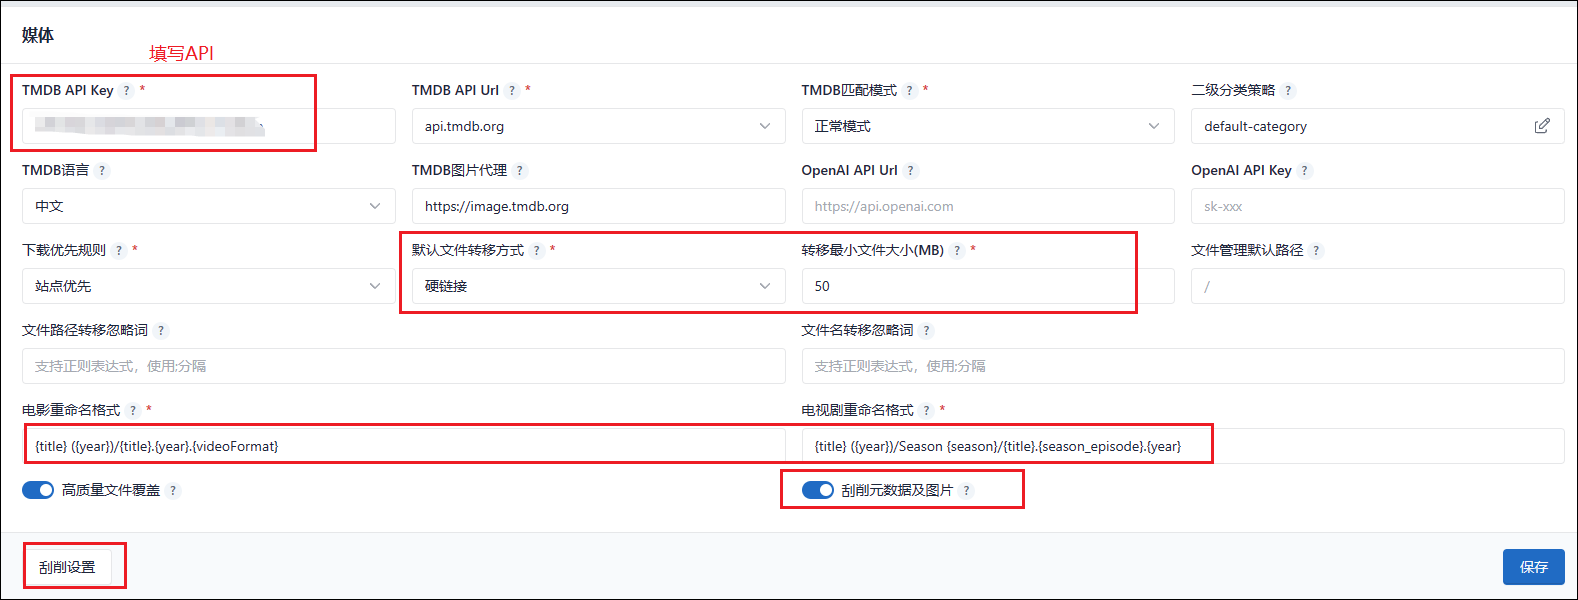 媒体
填写API
TMDB API Key ? *
TMDB API Url ? *
TMDB匹配模式 ? *
二级分类策略 ?
api.tmdb.org
正常模式
default-category
TMDB语言 ?
TMDB图片代理 ?
OpenAI API Url ?
OpenAI API Key ?
中文
https://image.tmdb.org
https://api.openai.com
sk-xxx
下载优先规则 ? *
默认文件转移方式 ? *
转移最小文件大小(MB) ? *
文件管理默认路径 ?
站点优先
硬链接
50
/
文件路径转移忽略词 ?
文件名转移忽略词 ?
支持正则表达式，使用;分隔
支持正则表达式，使用;分隔
电影重命名格式 ? *
电视剧重命名格式 ? *
{title} ({year})/{title}.{year}.{videoFormat}
{title} ({year})/Season {season}/{title}.{season_episode}.{year}
高质量文件覆盖 ?
刮削元数据及图片 ?
刮削设置
保存